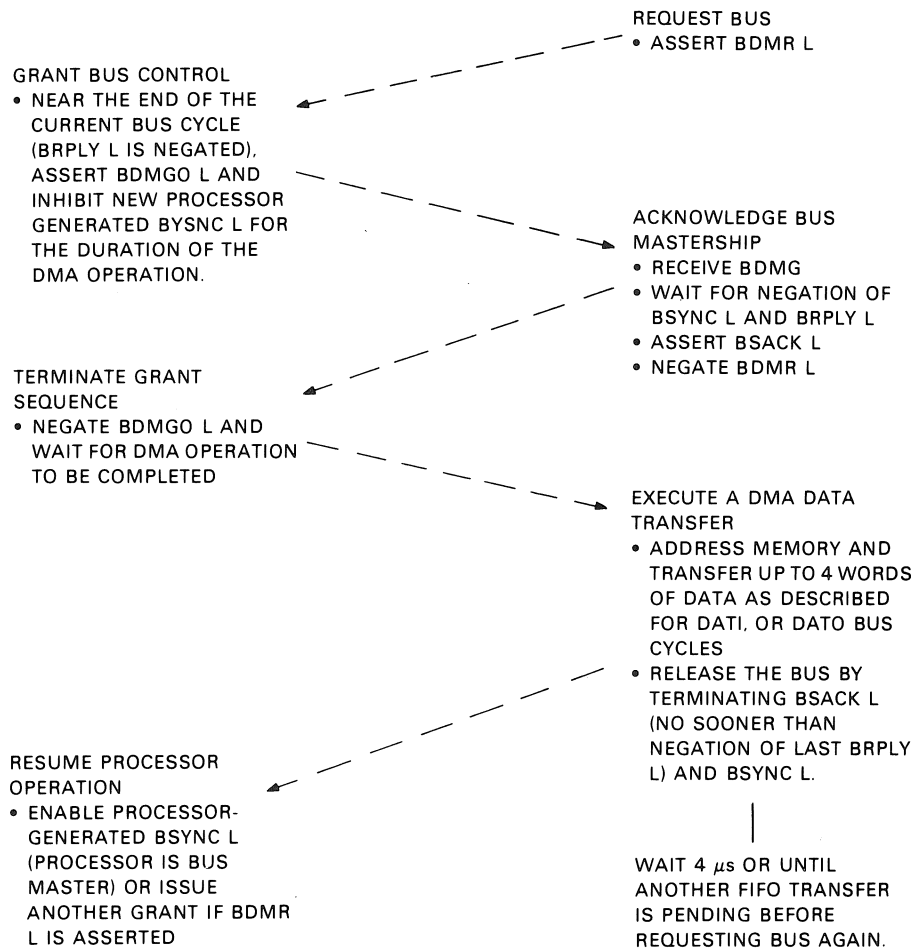 REQUEST BUS
• ASSERT BDMR L
GRANT BUS CONTROL
• NEAR THE END OF THE
CURRENT BUS CYCLE
(BRPLY L IS NEGATED),
ASSERT BDMGO L AND
INHIBIT NEW PROCESSOR
GENERATED BYSNC L FOR
THE DURATION OF THE
DMA OPERATION.
ACKNOWLEDGE BUS
MASTERSHIP
• RECEIVE BDMG
• WAIT FOR NEGATION OF
BSYNC L AND BRPLY L
• ASSERT BSACK L
• NEGATE BDMR L
TERMINATE GRANT
SEQUENCE
• NEGATE BDMGO L AND
WAIT FOR DMA OPERATION
TO BE COMPLETED
EXECUTE A DMA DATA
TRANSFER
• ADDRESS MEMORY AND
TRANSFER UP TO 4 WORDS
OF DATA AS DESCRIBED
FOR DATI, OR DATO BUS
CYCLES
• RELEASE THE BUS BY
TERMINATING BSACK L
(NO SOONER THAN
NEGATION OF LAST BRPLY
L) AND BSYNC L.
RESUME PROCESSOR
OPERATION
• ENABLE PROCESSOR-
GENERATED BSYNC L
(PROCESSOR IS BUS
MASTER) OR ISSUE
ANOTHER GRANT IF BDMR
L IS ASSERTED
WAIT 4 μs OR UNTIL
ANOTHER FIFO TRANSFER
IS PENDING BEFORE
REQUESTING BUS AGAIN.